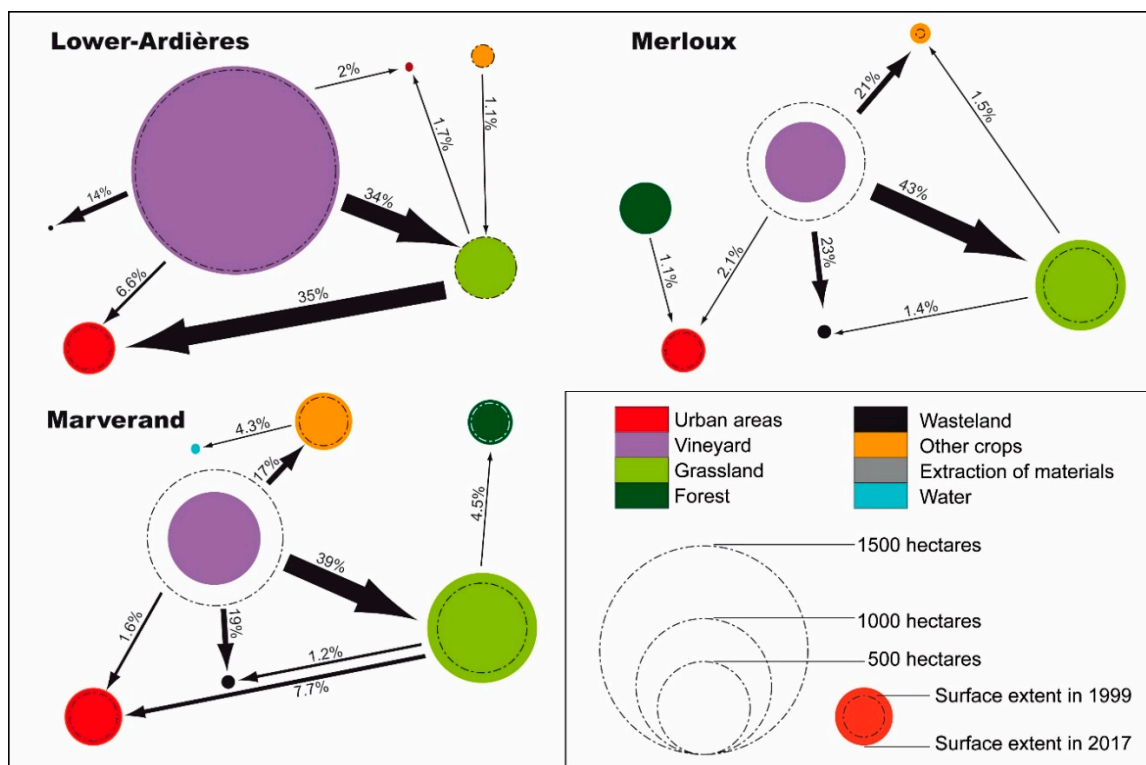 Lower-Ardières
2%
1.7%
1.1%
14%
34%
6.6%
35%
Merloux
21%
1.5%
43%
1.1%
2.1%
23%
1.4%
Marverand
4.3%
17%
4.5%
39%
1.6%
19%
1.2%
7.7%
Urban areas
Vineyard
Grassland
Forest
Wasteland
Other crops
Extraction of materials
Water
1500 hectares
1000 hectares
500 hectares
Surface extent in 1999
Surface extent in 2017